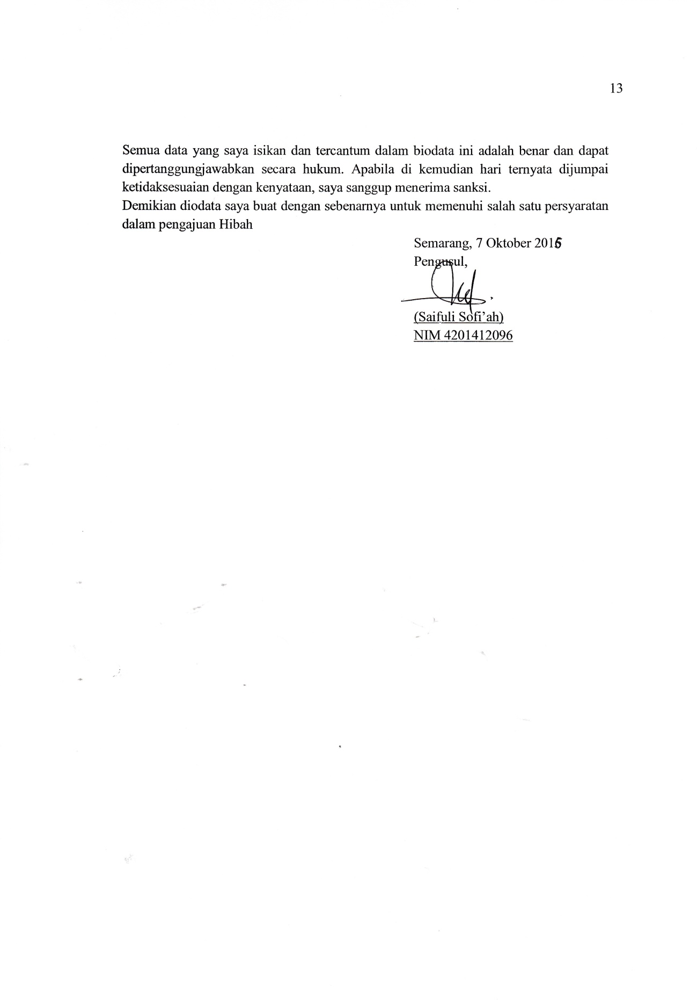 13
Semua data yang saya isikan dan tercantum dalam biodata ini adalah benar dan dapat
dipertanggungjawabkan secara hukum. Apabila di kemudian hari ternyata dijumpai
ketidaksesuaian dengan kenyataan, saya sanggup menerima sanksi.
Demikian diodata saya buat dengan sebenarnya untuk memenuhi salah satu persyaratan
dalam pengajuan Hibah
Semarang, 7 Oktober 2015
Pengusul,
(Saifuli Sofi’ah)
NIM 4201412096